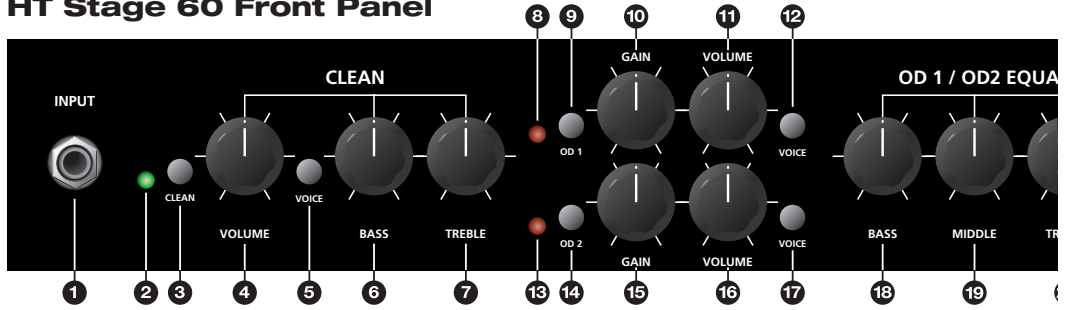 HT Stage 60 Front Panel
8 9 10 11 12
GAIN VOLUME
CLEAN
OD 1 / OD2 EQUA
INPUT
OD 1 VOICE
CLEAN VOICE
VOLUME BASS TREBLE
OD 2 VOICE
BASS MIDDLE TR
GAIN VOLUME
1 2 3 4 5 6 7 13 14 15 16 17 18 19